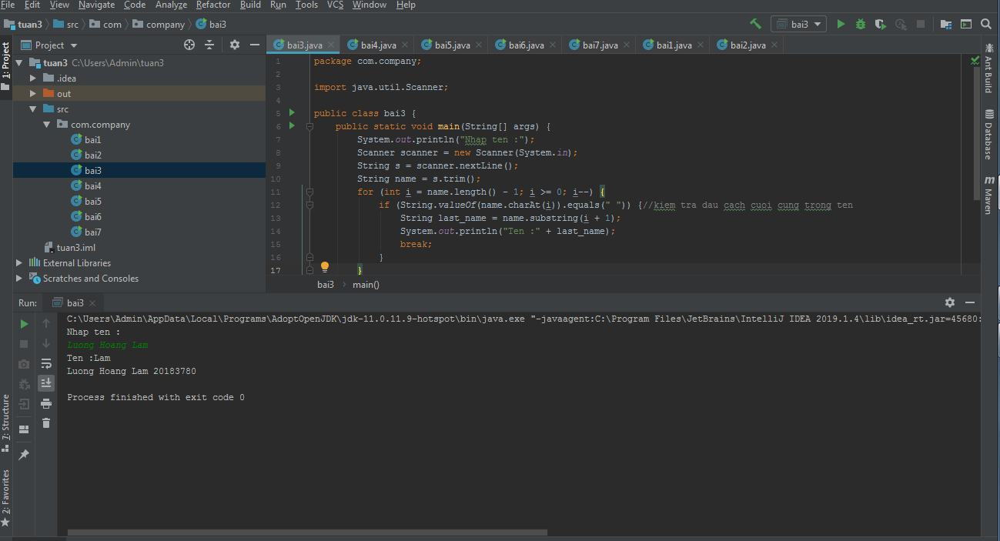 File Edit View Navigate Code Analyze Refactor Build Run Tools VCS Window Help
tuan3 src com company bai3 bai3
1: Project
Project
bai3.java bai4.java bai5.java bai6.java bai7.java bai1.java bai2.java
tuan3 C:\Users\Admin\tuan3
.idea
out
src
com.company
bai1
bai2
bai3
bai4
bai5
bai6
bai7
tuan3.iml
External Libraries
Scratches and Consoles
1 package com.company;
2
3 import java.util.Scanner;
4
5 public class bai3 {
6 public static void main(String[] args) {
7 System.out.println("Nhap ten :");
8 Scanner scanner = new Scanner(System.in);
9 String s = scanner.nextLine();
10 String name = s.trim();
11 for (int i = name.length() - 1; i >= 0; i--) {
12 if (String.valueOf(name.charAt(i)).equals(" ")) {//kiem tra dau cach cuoi cung trong ten
13 String last_name = name.substring(i + 1);
14 System.out.println("Ten :" + last_name);
15 break;
16 }
17 }
bai3 main()
Ant Build
Database
m Maven
Run: bai3
C:\Users\Admin\AppData\Local\Programs\AdoptOpenJDK\jdk-11.0.11.9-hotspot\bin\java.exe "-javaagent:C:\Program Files\JetBrains\IntelliJ IDEA 2019.1.4\lib\idea_rt.jar=45680:
Nhap ten :
Luong Hoang Lam
Ten :Lam
Luong Hoang Lam 20183780
Process finished with exit code 0
7: Structure
2: Favorites